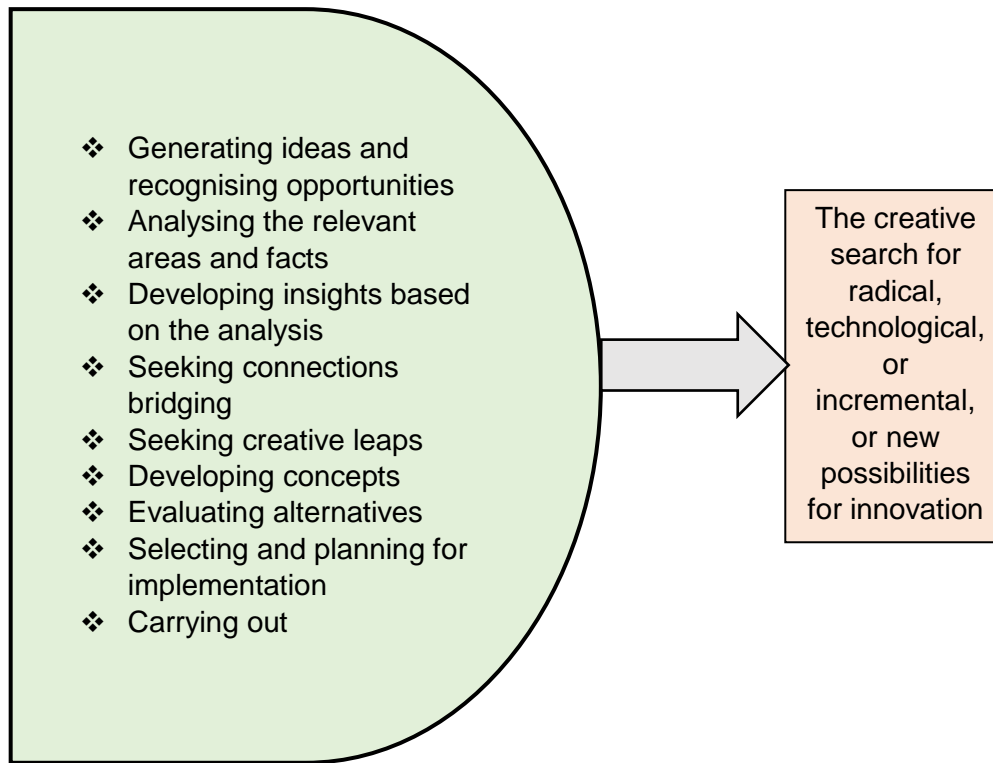 ❖ Generating ideas and
recognising opportunities
❖ Analysing the relevant
areas and facts
❖ Developing insights based
on the analysis
❖ Seeking connections
bridging
❖ Seeking creative leaps
❖ Developing concepts
❖ Evaluating alternatives
❖ Selecting and planning for
implementation
❖ Carrying out
The creative
search for
radical,
technological,
or
incremental,
or new
possibilities
for innovation